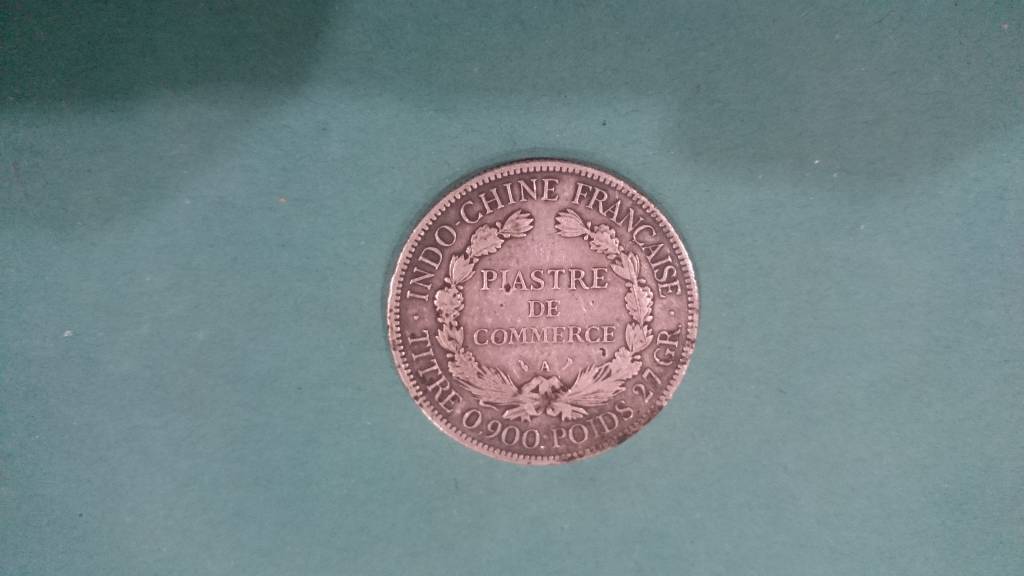 INDO-CHINE FRANÇAISE
PIASTRE
DE
COMMERCE
A
TITRE 0,900. POIDS 27 GR.